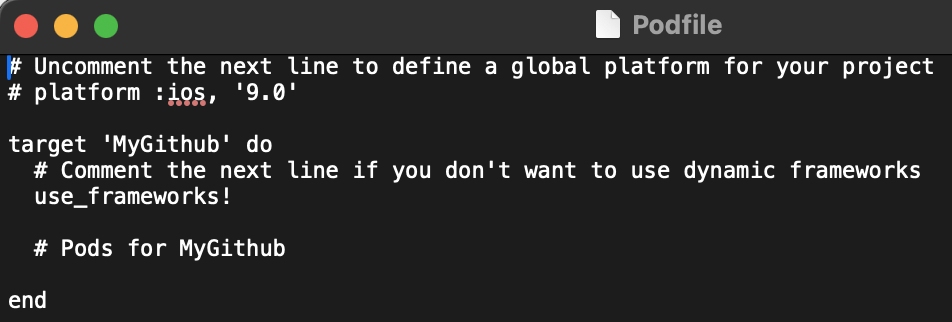 Podfile
# Uncomment the next line to define a global platform for your project
# platform :ios, '9.0'
target 'MyGithub' do
# Comment the next line if you don't want to use dynamic frameworks
use_frameworks!
# Pods for MyGithub
end